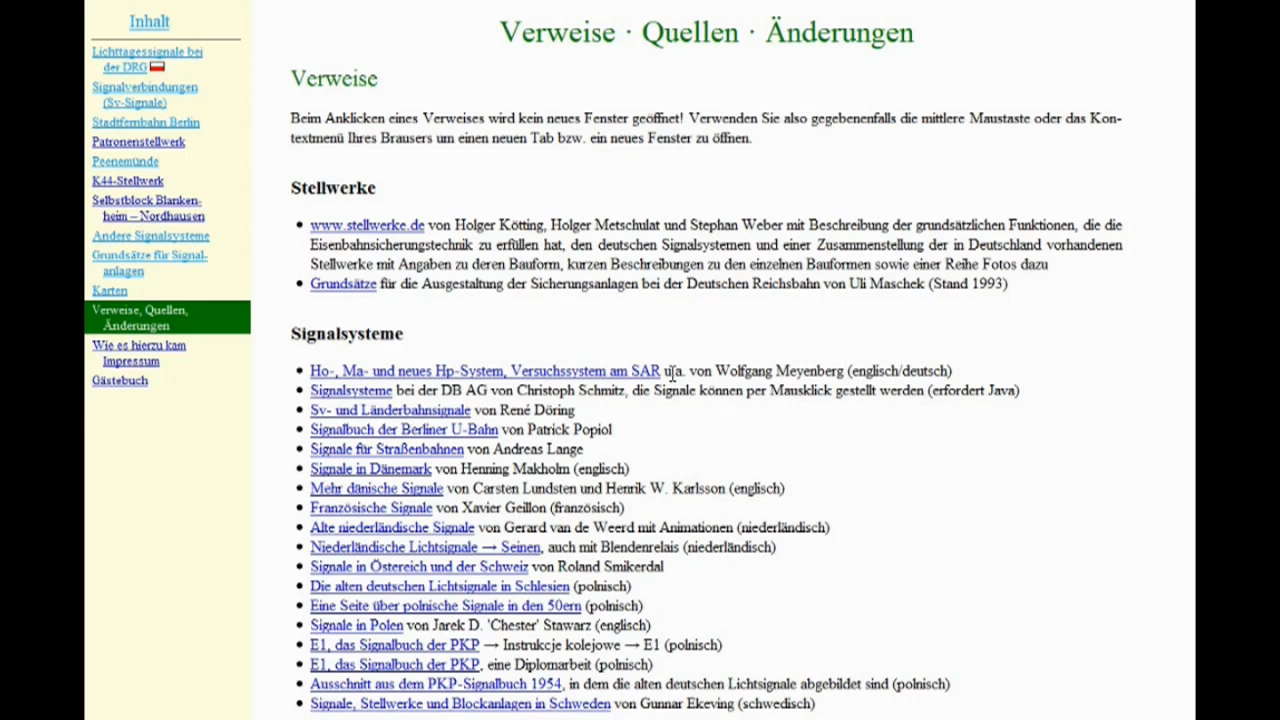 Inhalt
Lichttagessignale bei
der DRG
Signalverbindungen
(Sv-Signale)
Stadtfernbahn Berlin
Patronenstellwerk
Peenemünde
K44-Stellwerk
Selbstblock Blanken-
heim – Nordhausen
Andere Signalsysteme
Grundsätze für Signal-
anlagen
Karten
Verweise, Quellen,
Änderungen
Wie es hierzu kam
Impressum
Gästebuch
Verweise · Quellen · Änderungen
Verweise
Beim Anklicken eines Verweises wird kein neues Fenster geöffnet! Verwenden Sie also gegebenenfalls die mittlere Maustaste oder das Kon-
textmenü Ihres Brausers um einen neuen Tab bzw. ein neues Fenster zu öffnen.
Stellwerke
• www.stellwerke.de von Holger Kötting, Holger Metschulat und Stephan Weber mit Beschreibung der grundsätzlichen Funktionen, die die
Eisenbahnsicherungstechnik zu erfüllen hat, den deutschen Signalsystemen und einer Zusammenstellung der in Deutschland vorhandenen
Stellwerke mit Angaben zu deren Bauform, kurzen Beschreibungen zu den einzelnen Bauformen sowie einer Reihe Fotos dazu
• Grundsätze für die Ausgestaltung der Sicherungsanlagen bei der Deutschen Reichsbahn von Uli Maschek (Stand 1993)
Signalsysteme
• Ho-, Ma- und neues Hp-System, Versuchssystem am SAR u.a. von Wolfgang Meyenberg (englisch/deutsch)
• Signalsysteme bei der DB AG von Christoph Schmitz, die Signale können per Mausklick gestellt werden (erfordert Java)
• Sv- und Länderbahnsignale von René Döring
• Signalbuch der Berliner U-Bahn von Patrick Popiol
• Signale für Straßenbahnen von Andreas Lange
• Signale in Dänemark von Henning Makholm (englisch)
• Mehr dänische Signale von Carsten Lundsten und Henrik W. Karlsson (englisch)
• Französische Signale von Xavier Geillon (französisch)
• Alte niederländische Signale von Gerard van de Weerd mit Animationen (niederländisch)
• Niederländische Lichtsignale → Seinen, auch mit Blendenrelais (niederländisch)
• Signale in Östereich und der Schweiz von Roland Smikerdal
• Die alten deutschen Lichtsignale in Schlesien (polnisch)
• Eine Seite über polnische Signale in den 50ern (polnisch)
• Signale in Polen von Jarek D. 'Chester' Stawarz (englisch)
• E1, das Signalbuch der PKP → Instrukcje kolejowe → E1 (polnisch)
• E1, das Signalbuch der PKP, eine Diplomarbeit (polnisch)
• Ausschnitt aus dem PKP-Signalbuch 1954, in dem die alten deutschen Lichtsignale abgebildet sind (polnisch)
• Signale, Stellwerke und Blockanlagen in Schweden von Gunnar Ekeving (schwedisch)